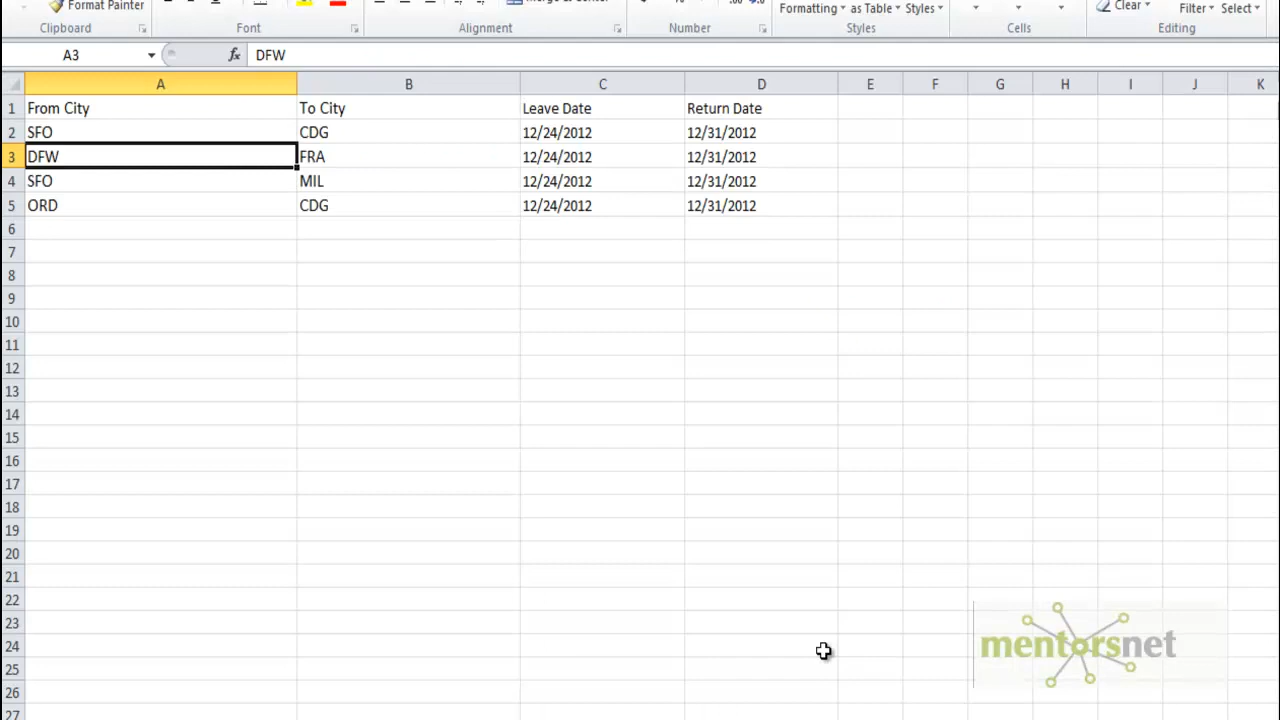 Format Painter
Formatting as Table Styles
Clear
Filter Select
Clipboard Font Alignment Number Styles Cells Editing
A3 fx DFW
A B C D E F G H I J K
1 From City To City Leave Date Return Date
2 SFO CDG 12/24/2012 12/31/2012
3 DFW FRA 12/24/2012 12/31/2012
4 SFO MIL 12/24/2012 12/31/2012
5 ORD CDG 12/24/2012 12/31/2012
6
7
8
9
10
11
12
13
14
15
16
17
18
19
20
21
22
23
24
25
26
27
mentorsnet